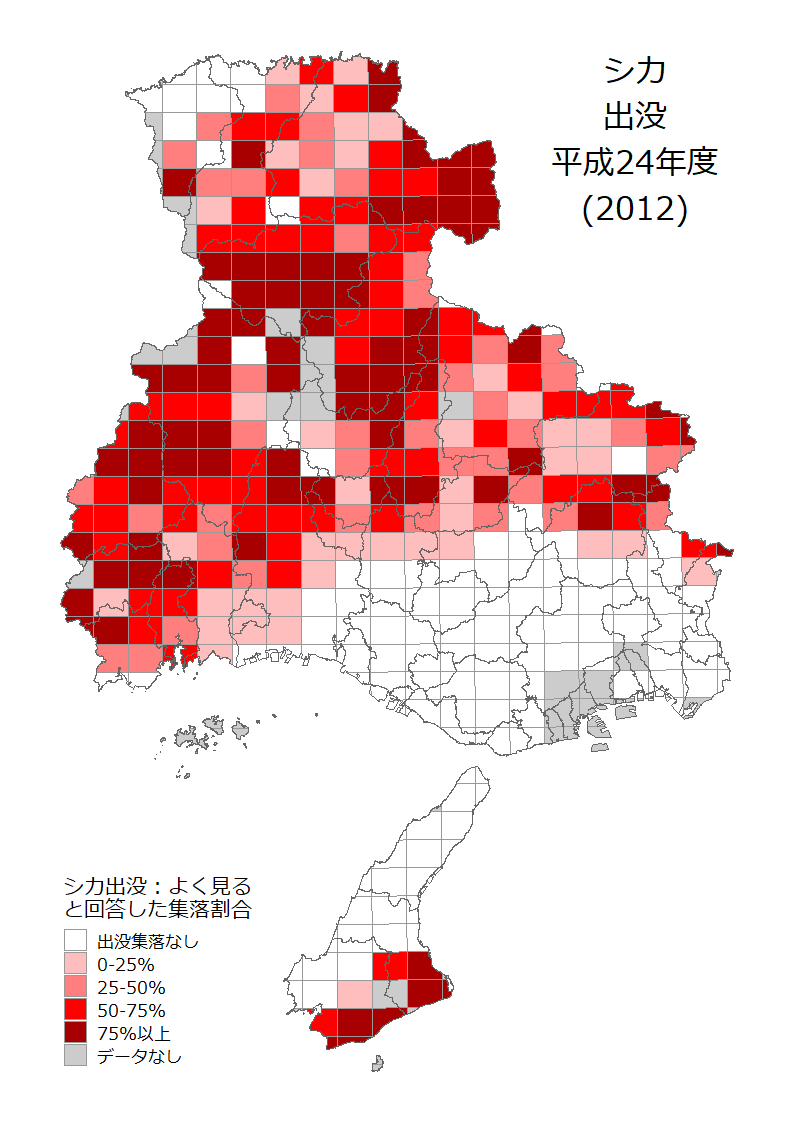 シカ
出没
平成24年度
(2012)
シカ出没：よく見る
と回答した集落割合
出没集落なし
0-25%
25-50%
50-75%
75%以上
データなし